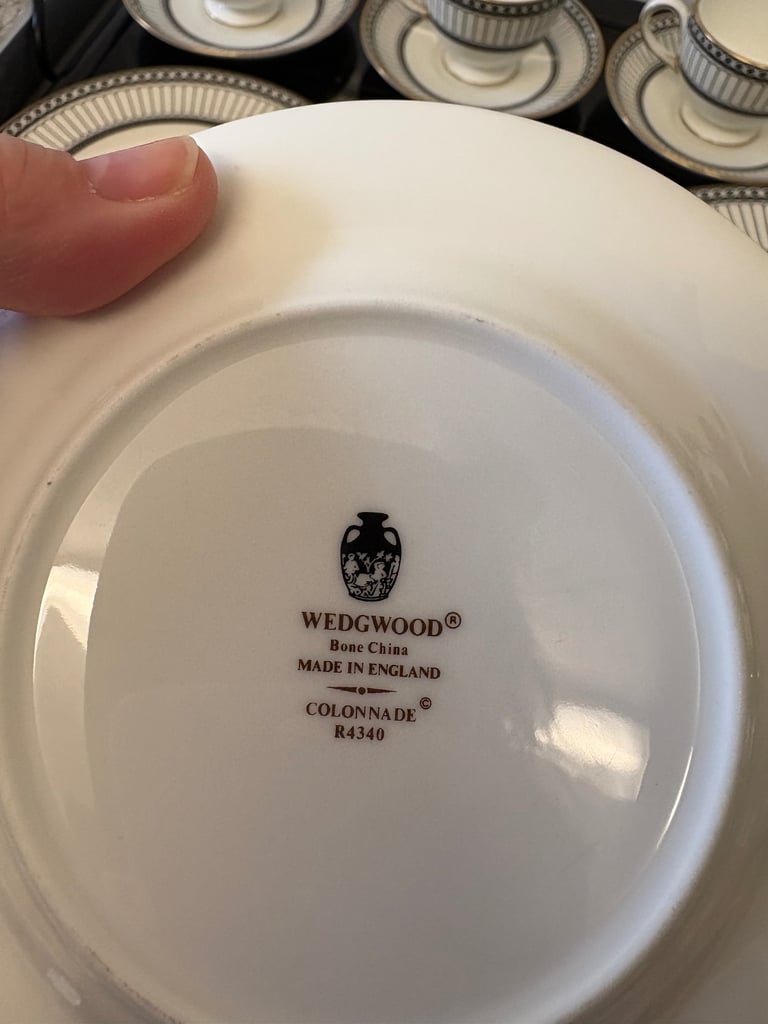 WEDGWOOD®
Bone China
MADE IN ENGLAND
COLONNADE©
R4340